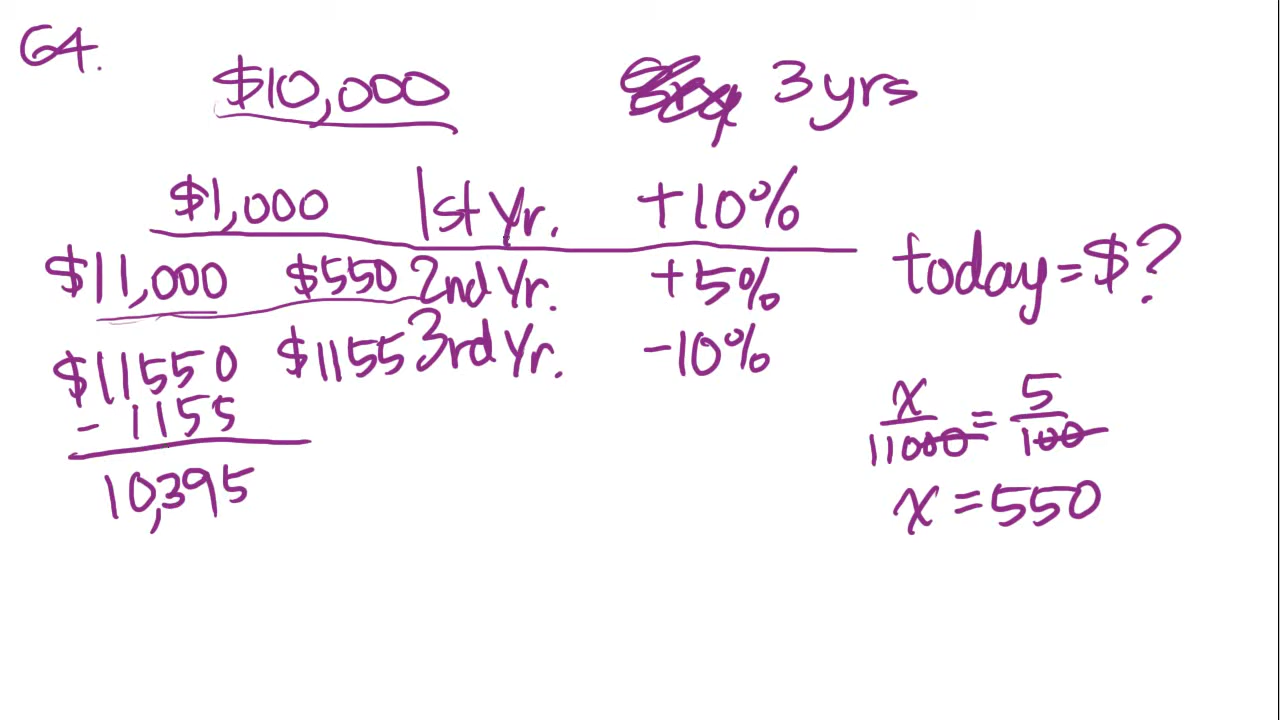 64.
$10,000 3 yrs
$1,000 1st Yr. +10%
$11,000 $550 2nd Yr. +5% today = $?
$11550 $1155 3rd Yr. -10%
- 1155
10,395
x/11000 = 5/100
x = 550